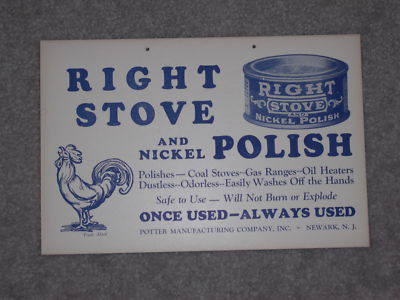 RIGHT
STOVE
AND
NICKEL POLISH
RIGHT
STOVE
AND
NICKEL POLISH
Polishes—Coal Stoves-Gas Ranges-Oil Heaters
Dustless-Odorless-Easily Washes Off the Hands
Safe to Use — Will Not Burn or Explode
ONCE USED—ALWAYS USED
POTTER MANUFACTURING COMPANY, INC. - NEWARK, N. J.
Trade Mark